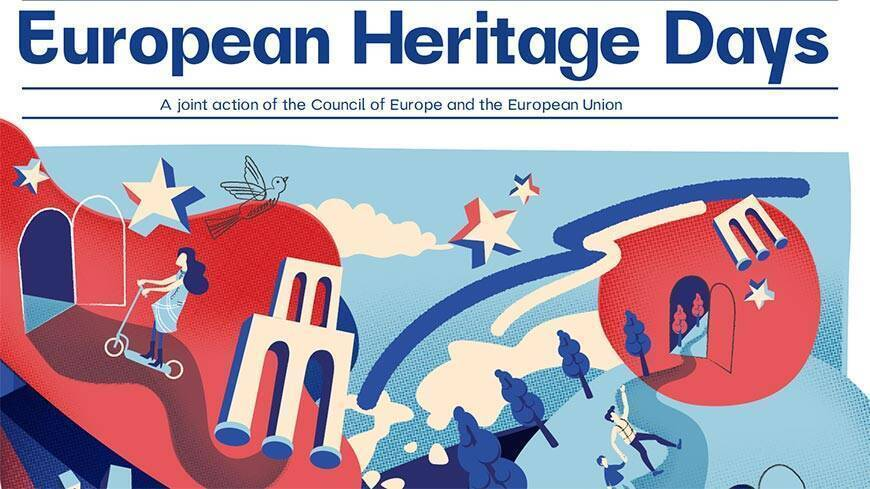 European Heritage Days
A joint action of the Council of Europe and the European Union